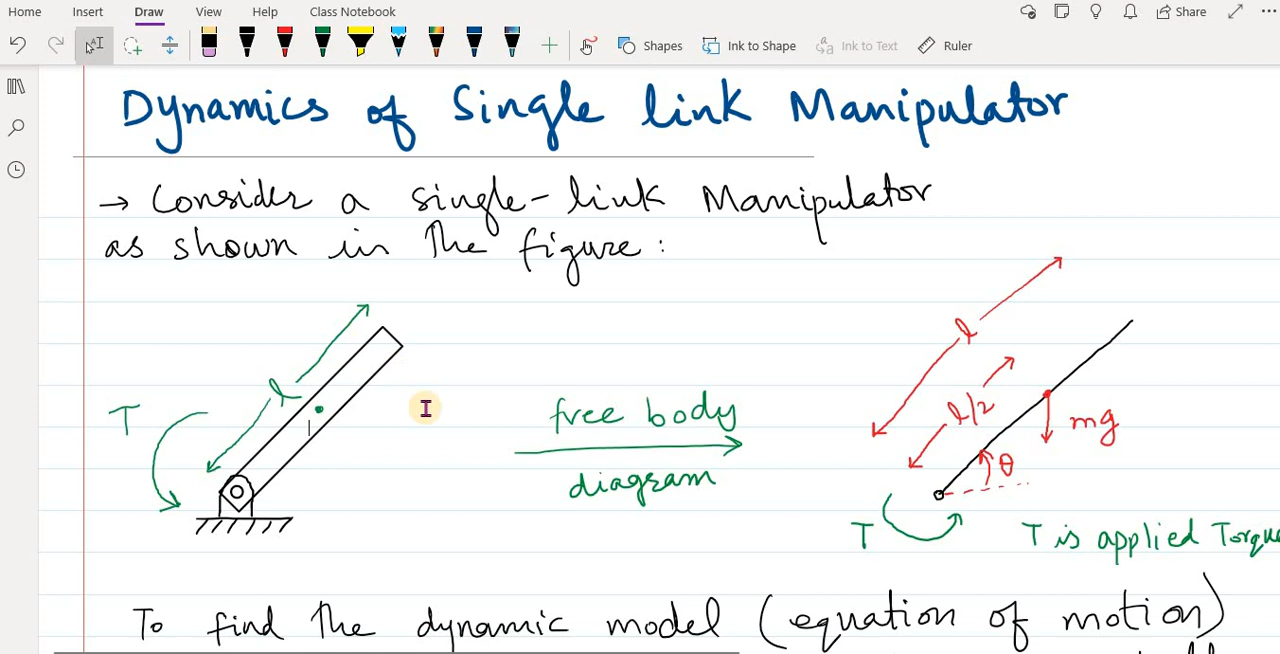 Home Insert Draw View Help Class Notebook Share
Shapes Ink to Shape Ink to Text Ruler
Dynamics of Single link Manipulator
→ Consider a single-link Manipulator
as shown in the figure:
l
T
free body
diagram
l
l/2
mg
θ
T
T is applied Torque
To find the dynamic model (equation of motion)